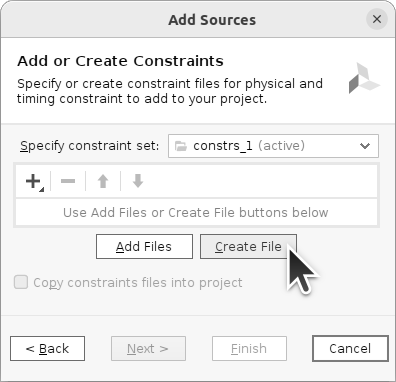 Add Sources
Add or Create Constraints
Specify or create constraint files for physical and
timing constraint to add to your project.
Specify constraint set: constrs_1 (active)
Use Add Files or Create File buttons below
Add Files Create File
Copy constraints files into project
< Back Next > Finish Cancel